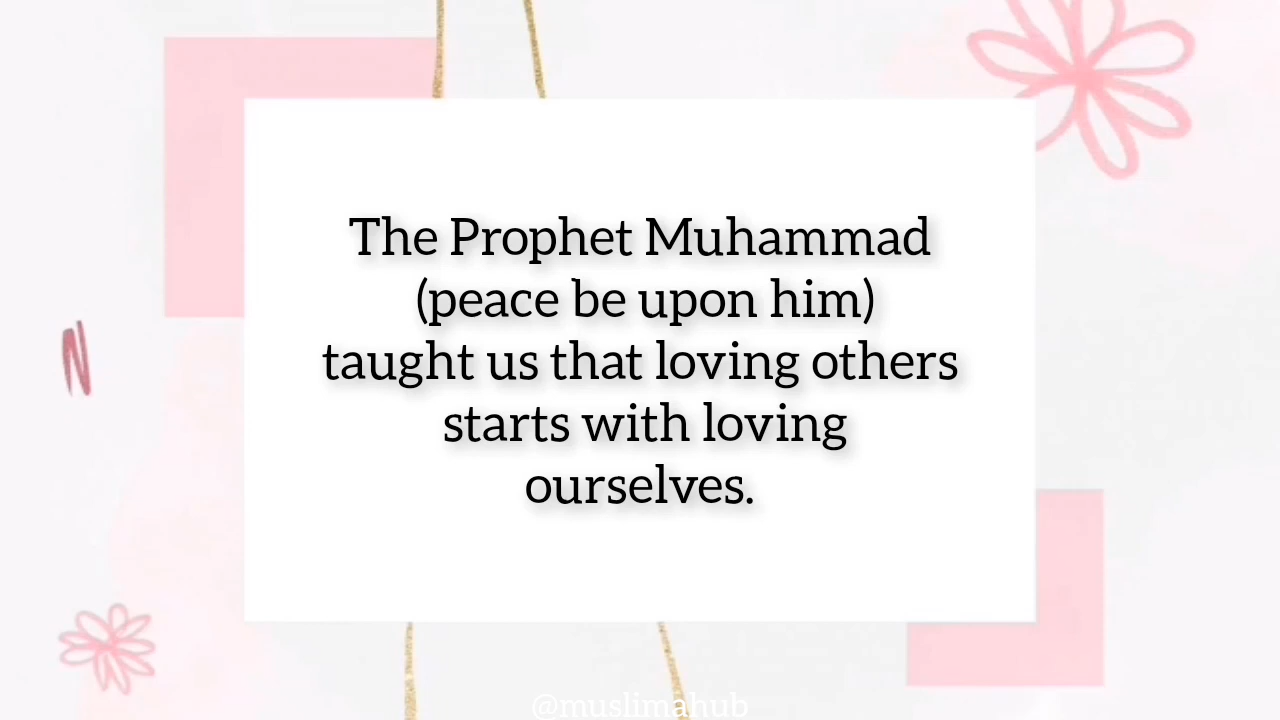 The Prophet Muhammad
(peace be upon him)
taught us that loving others
starts with loving
ourselves.
@muslimahub